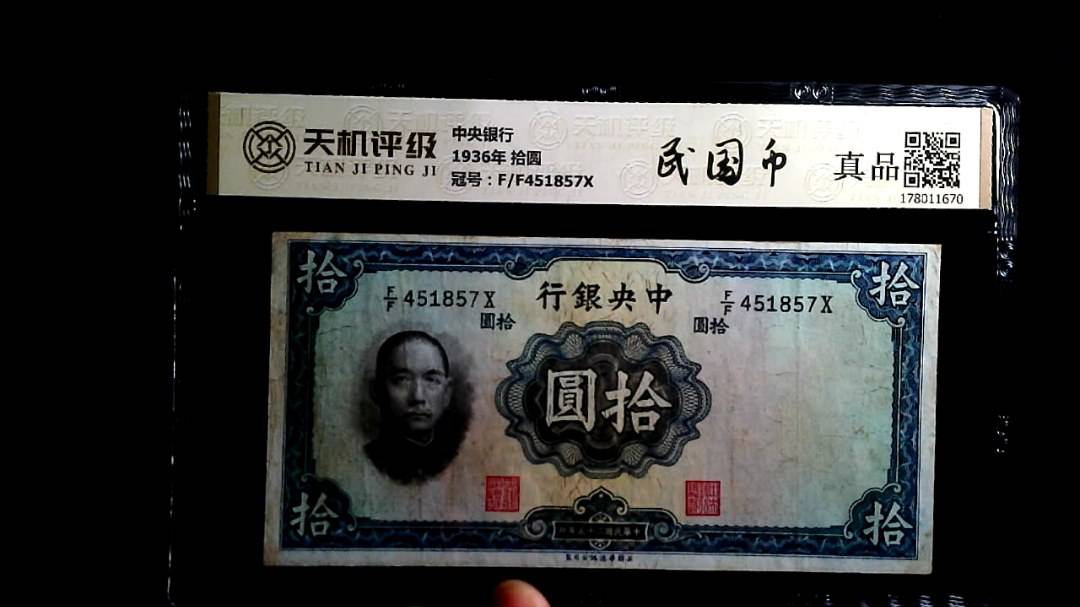 天机评级
TIAN JI PING JI
中央银行
1936年 拾圆
冠号：F/F451857X
民国币
真品
178011670
拾
拾
F/F 451857X
行銀央中
F/F 451857X
圓拾
圓拾
圓拾
拾
拾